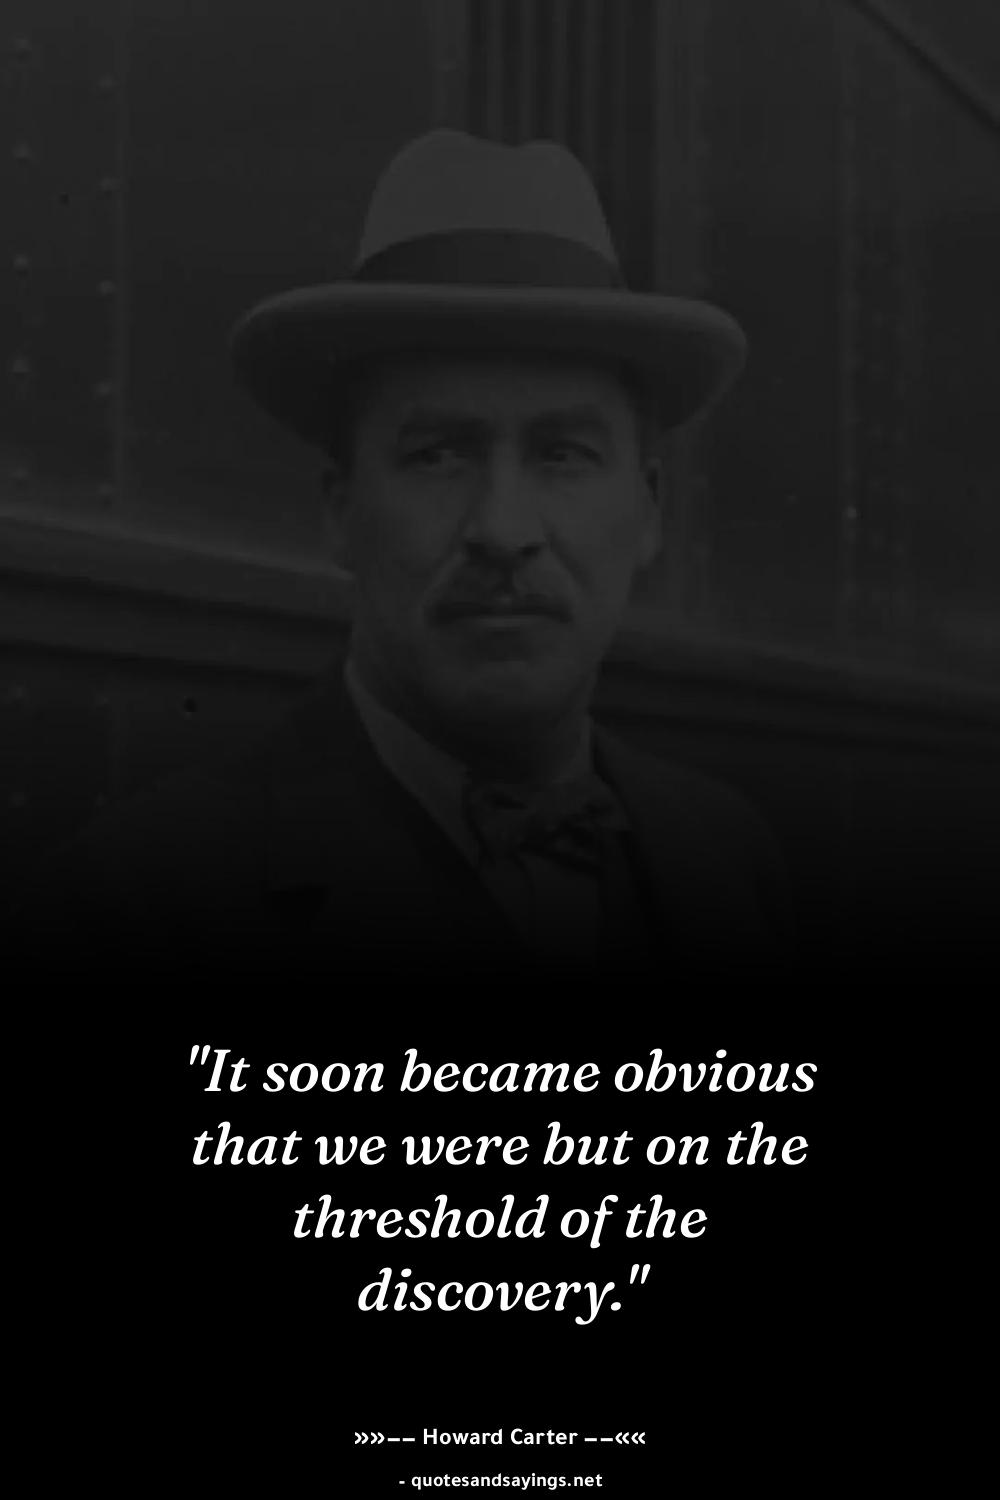 "It soon became obvious
that we were but on the
threshold of the
discovery."
»»–– Howard Carter ––««
- quotesandsayings.net